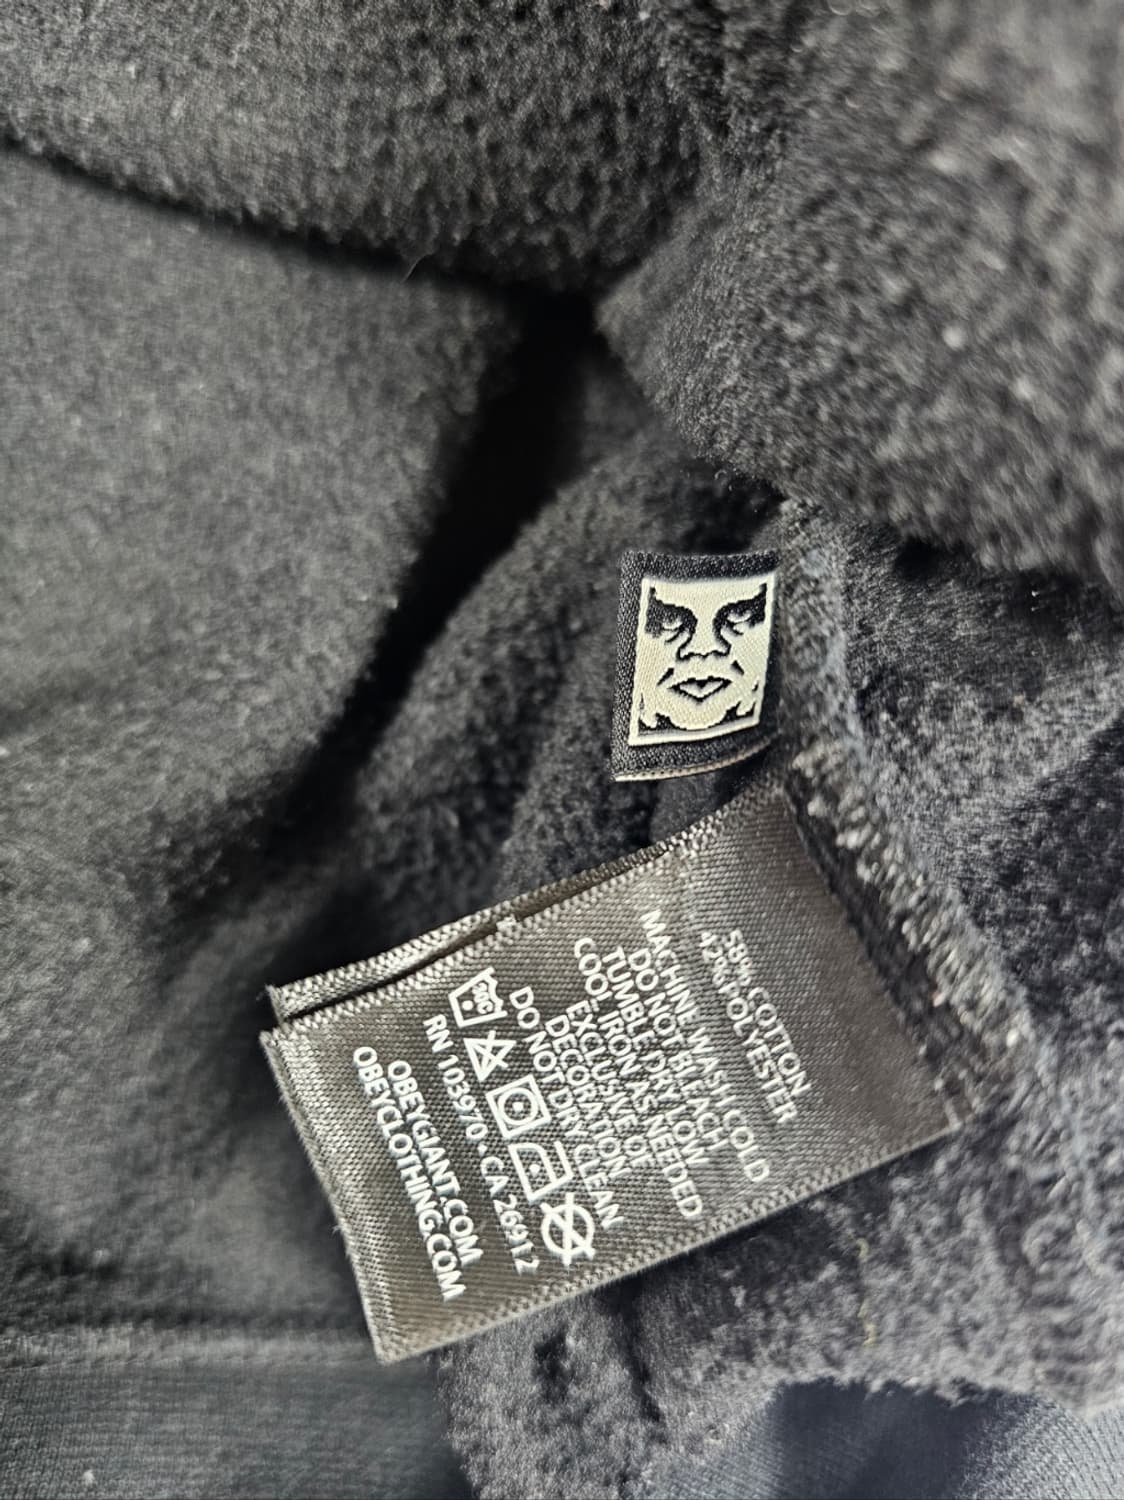 58% COTTON
42% POLYESTER
MACHINE WASH COLD
DO NOT BLEACH
TUMBLE DRY LOW
COOL IRON AS NEEDED
EXCLUSIVE OF
DECORATION
DO NOT DRY CLEAN
RN 103970 - CA 26912
OBEYGIANT.COM
OBEYCLOTHING.COM